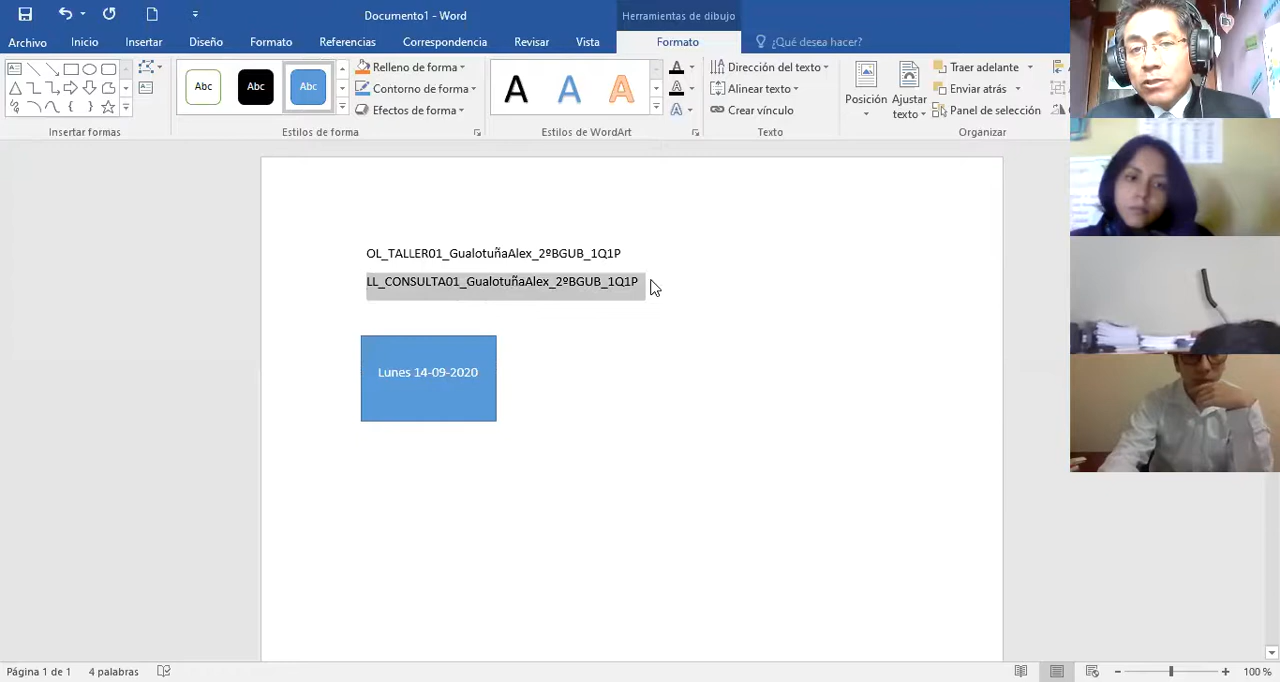 Documento1 - Word
Herramientas de dibujo
Archivo
Inicio
Insertar
Diseño
Formato
Referencias
Correspondencia
Revisar
Vista
Formato
¿Qué desea hacer?
Abc
Abc
Abc
Relleno de forma
Contorno de forma
Efectos de forma
A
A
A
Dirección del texto
Alinear texto
Crear vínculo
Posición
Ajustar
texto
Traer adelante
Enviar atrás
Panel de selección
Insertar formas
Estilos de forma
Estilos de WordArt
Texto
Organizar
OL_TALLER01_GualotuñaAlex_2ºBGUB_1Q1P
LL_CONSULTA01_GualotuñaAlex_2ºBGUB_1Q1P
Lunes 14-09-2020
Página 1 de 1
4 palabras
100 %